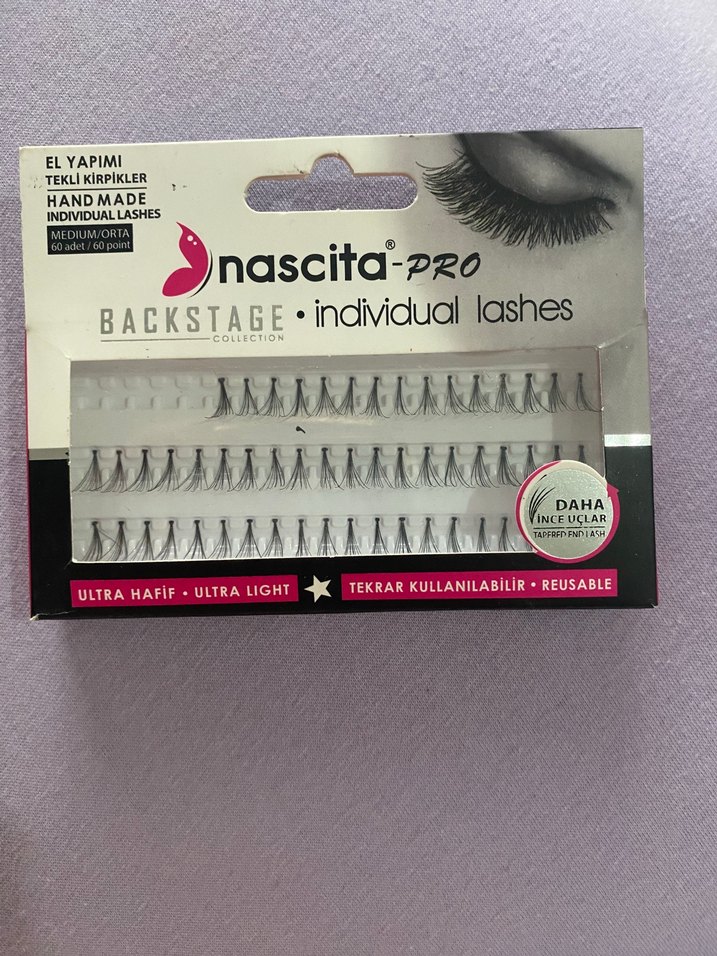 EL YAPIMI
TEKLİ KİRPİKLER
HAND MADE
INDIVIDUAL LASHES
MEDIUM/ORTA
60 adet / 60 point
nascita®-PRO
BACKSTAGE • individual lashes
COLLECTION
DAHA
İNCE UÇLAR
TAPERED END LASH
ULTRA HAFİF • ULTRA LIGHT
TEKRAR KULLANILABİLİR • REUSABLE